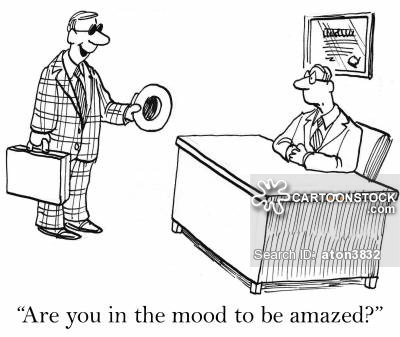 CARTOONSTOCK
.com
Search ID: aton3832
“Are you in the mood to be amazed?”